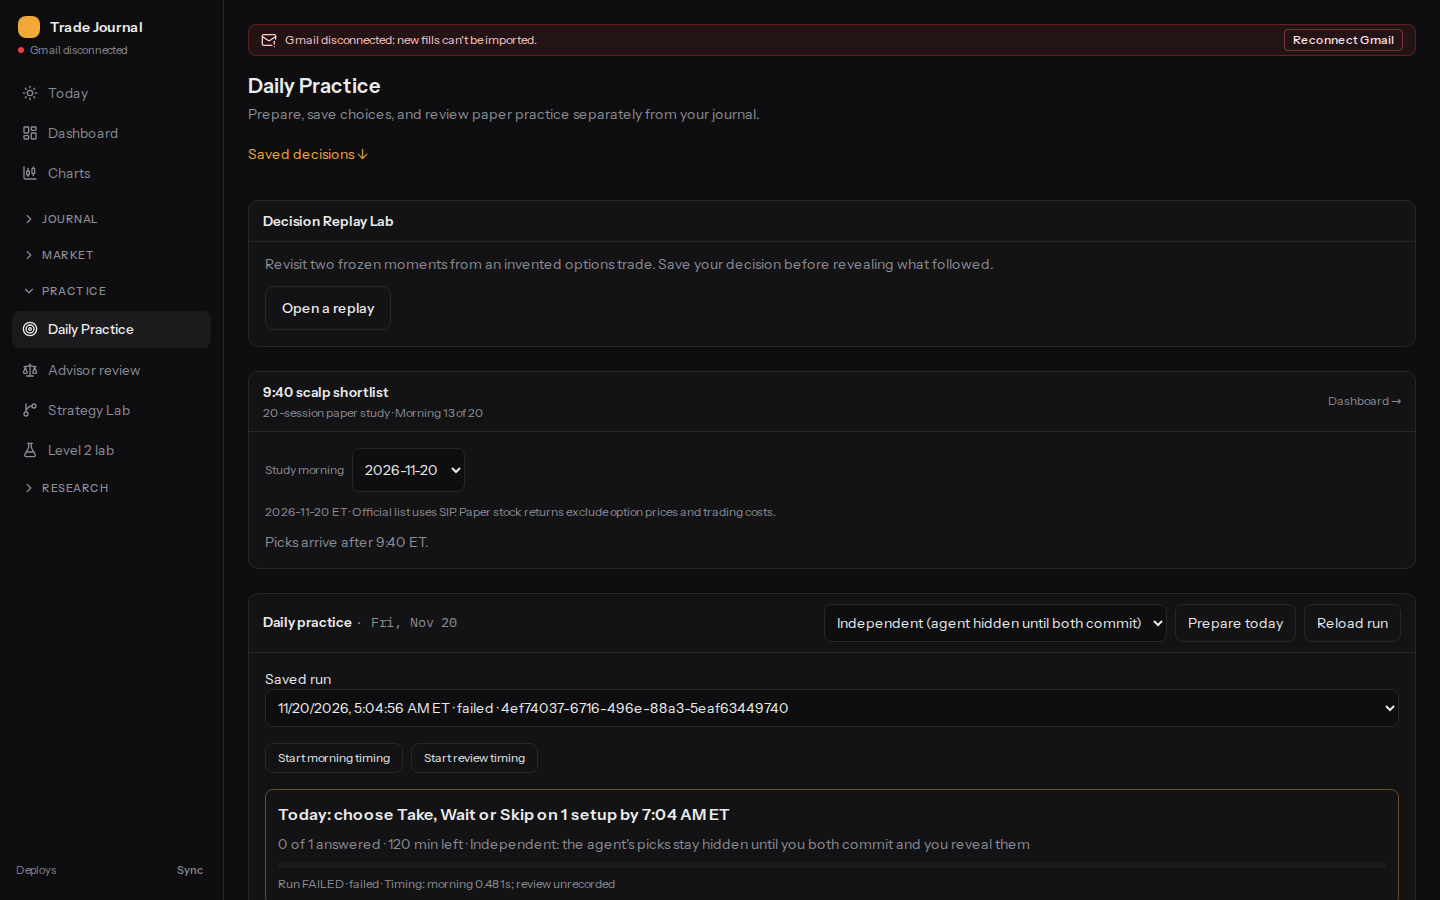 Trade Journal
Gmail disconnected
Today
Dashboard
Charts
JOURNAL
MARKET
PRACTICE
Daily Practice
Advisor review
Strategy Lab
Level 2 lab
RESEARCH
Deploys
Sync
Gmail disconnected: new fills can't be imported.
Reconnect Gmail
Daily Practice
Prepare, save choices, and review paper practice separately from your journal.
Saved decisions ↓
Decision Replay Lab
Revisit two frozen moments from an invented options trade. Save your decision before revealing what followed.
Open a replay
9:40 scalp shortlist
20-session paper study · Morning 13 of 20
Dashboard →
Study morning
2026-11-20
2026-11-20 ET · Official list uses SIP. Paper stock returns exclude option prices and trading costs.
Picks arrive after 9:40 ET.
Daily practice · Fri, Nov 20
Independent (agent hidden until both commit)
Prepare today
Reload run
Saved run
11/20/2026, 5:04:56 AM ET · failed · 4ef74037-6716-496e-88a3-5eaf63449740
Start morning timing
Start review timing
Today: choose Take, Wait or Skip on 1 setup by 7:04 AM ET
0 of 1 answered · 120 min left · Independent: the agent's picks stay hidden until you both commit and you reveal them
Run FAILED · failed · Timing: morning 0.481s; review unrecorded